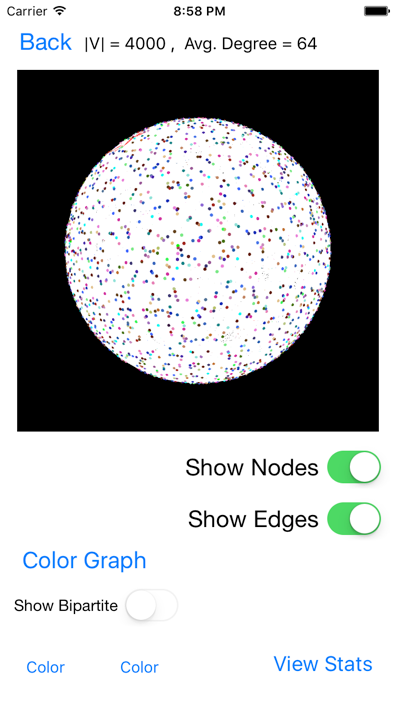 Carrier 8:58 PM
Back |V| = 4000 , Avg. Degree = 64
Show Nodes
Show Edges
Color Graph
Show Bipartite
Color Color View Stats